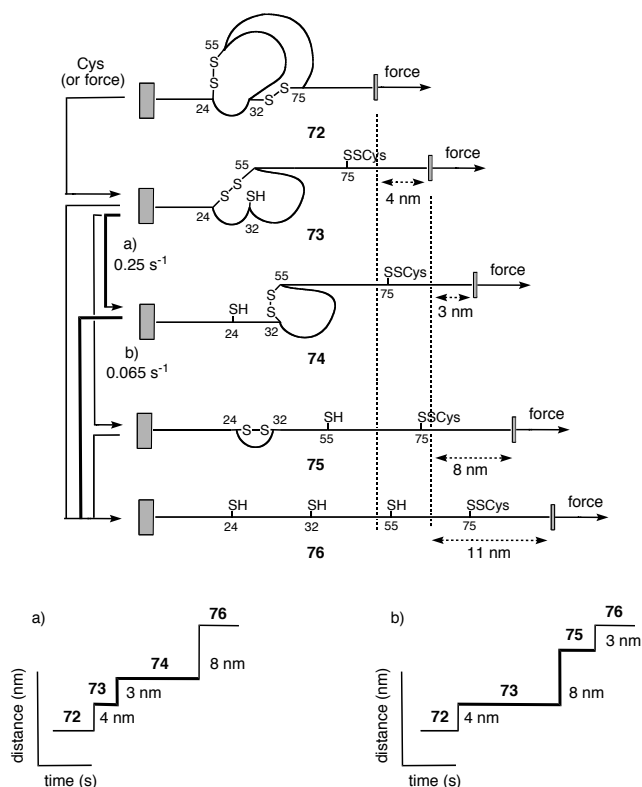 Cys
(or force)
55
S
S
24
32
S
S
75
force
72
55
SSCys
75
force
S
S
SH
24
32
4 nm
73
a)
0.25 s-1
55
SSCys
75
force
S
S
SH
24
32
3 nm
74
b)
0.065 s-1
24
S
S
32
SH
55
SSCys
75
force
75
8 nm
SH
24
SH
32
SH
55
SSCys
75
force
76
11 nm
a)
distance (nm)
72
73
4 nm
74
3 nm
76
8 nm
time (s)
b)
distance (nm)
72
4 nm
73
75
8 nm
76
3 nm
time (s)